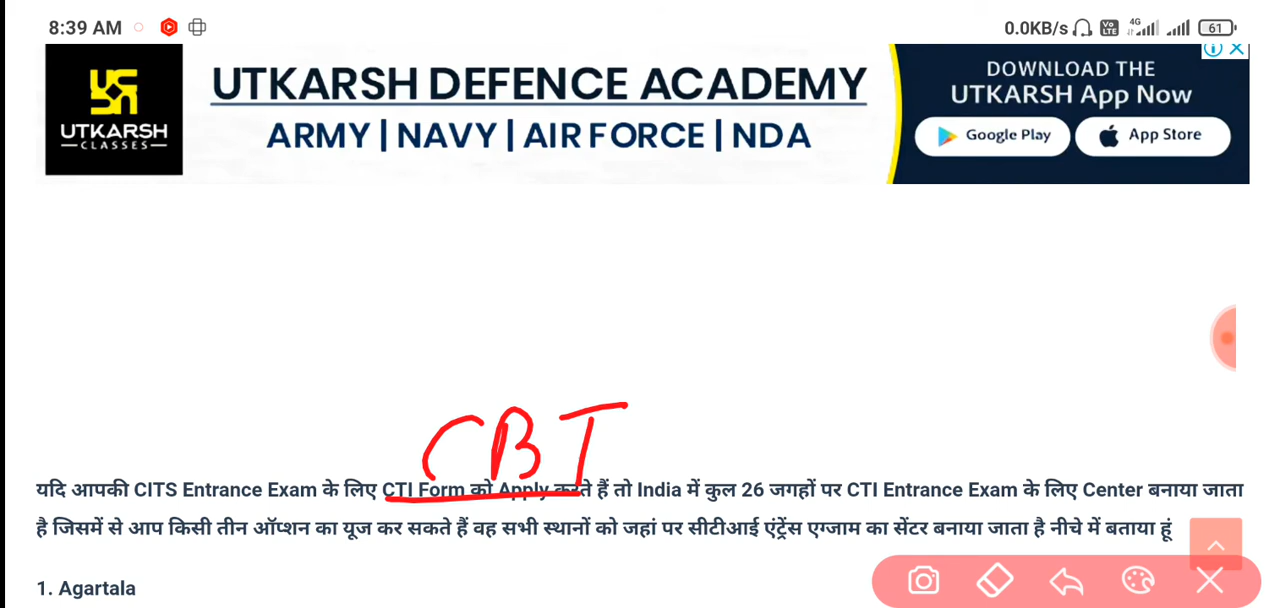 8:39 AM 0.0KB/s Vo LTE 4G 61
UTKARSH CLASSES
UTKARSH DEFENCE ACADEMY
ARMY | NAVY | AIR FORCE | NDA
DOWNLOAD THE
UTKARSH App Now
Google Play App Store
CBT
यदि आपकी CITS Entrance Exam के लिए CTI Form को Apply करते हैं तो India में कुल 26 जगहों पर CTI Entrance Exam के लिए Center बनाया जाता
है जिसमें से आप किसी तीन ऑप्शन का यूज कर सकते हैं वह सभी स्थानों को जहां पर सीटीआई एंट्रेंस एग्जाम का सेंटर बनाया जाता है नीचे में बताया हूं
1. Agartala